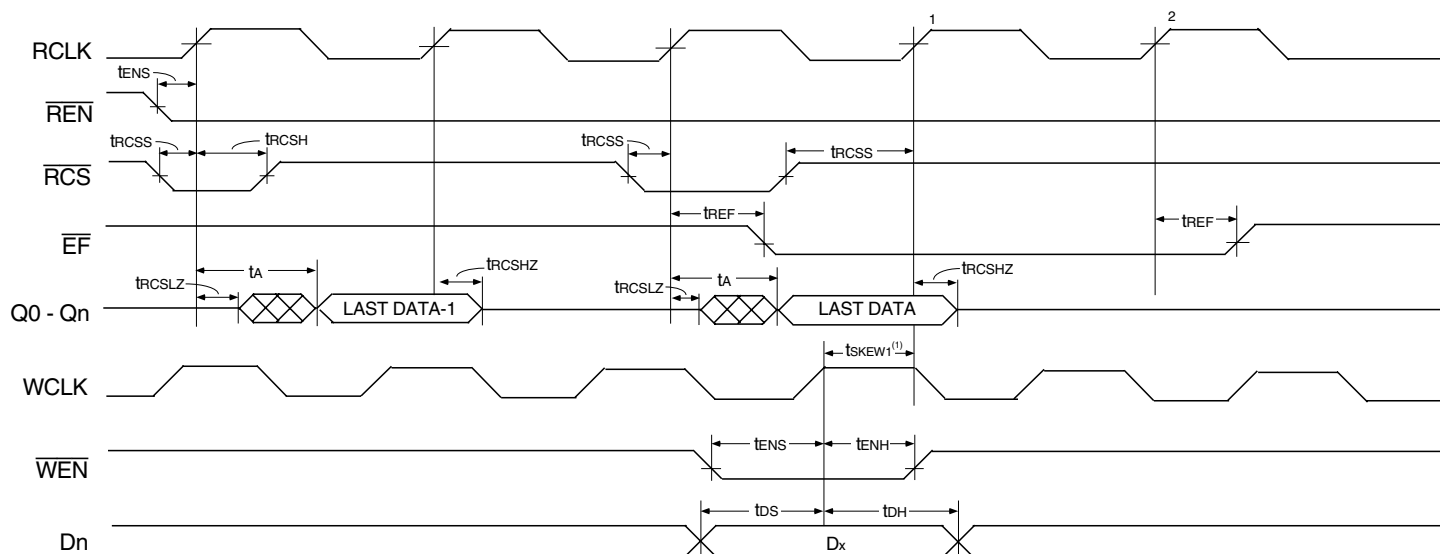 1 2
RCLK
tENS
REN
tRCSS tRCSH tRCSS tRCSS
RCS
tREF tREF
EF
tRCSLZ tA tRCSHZ tRCSLZ tA tRCSHZ
Q0 - Qn LAST DATA-1 LAST DATA
tSKEW1(1)
WCLK
tENS tENH
WEN
tDS tDH
Dn Dx